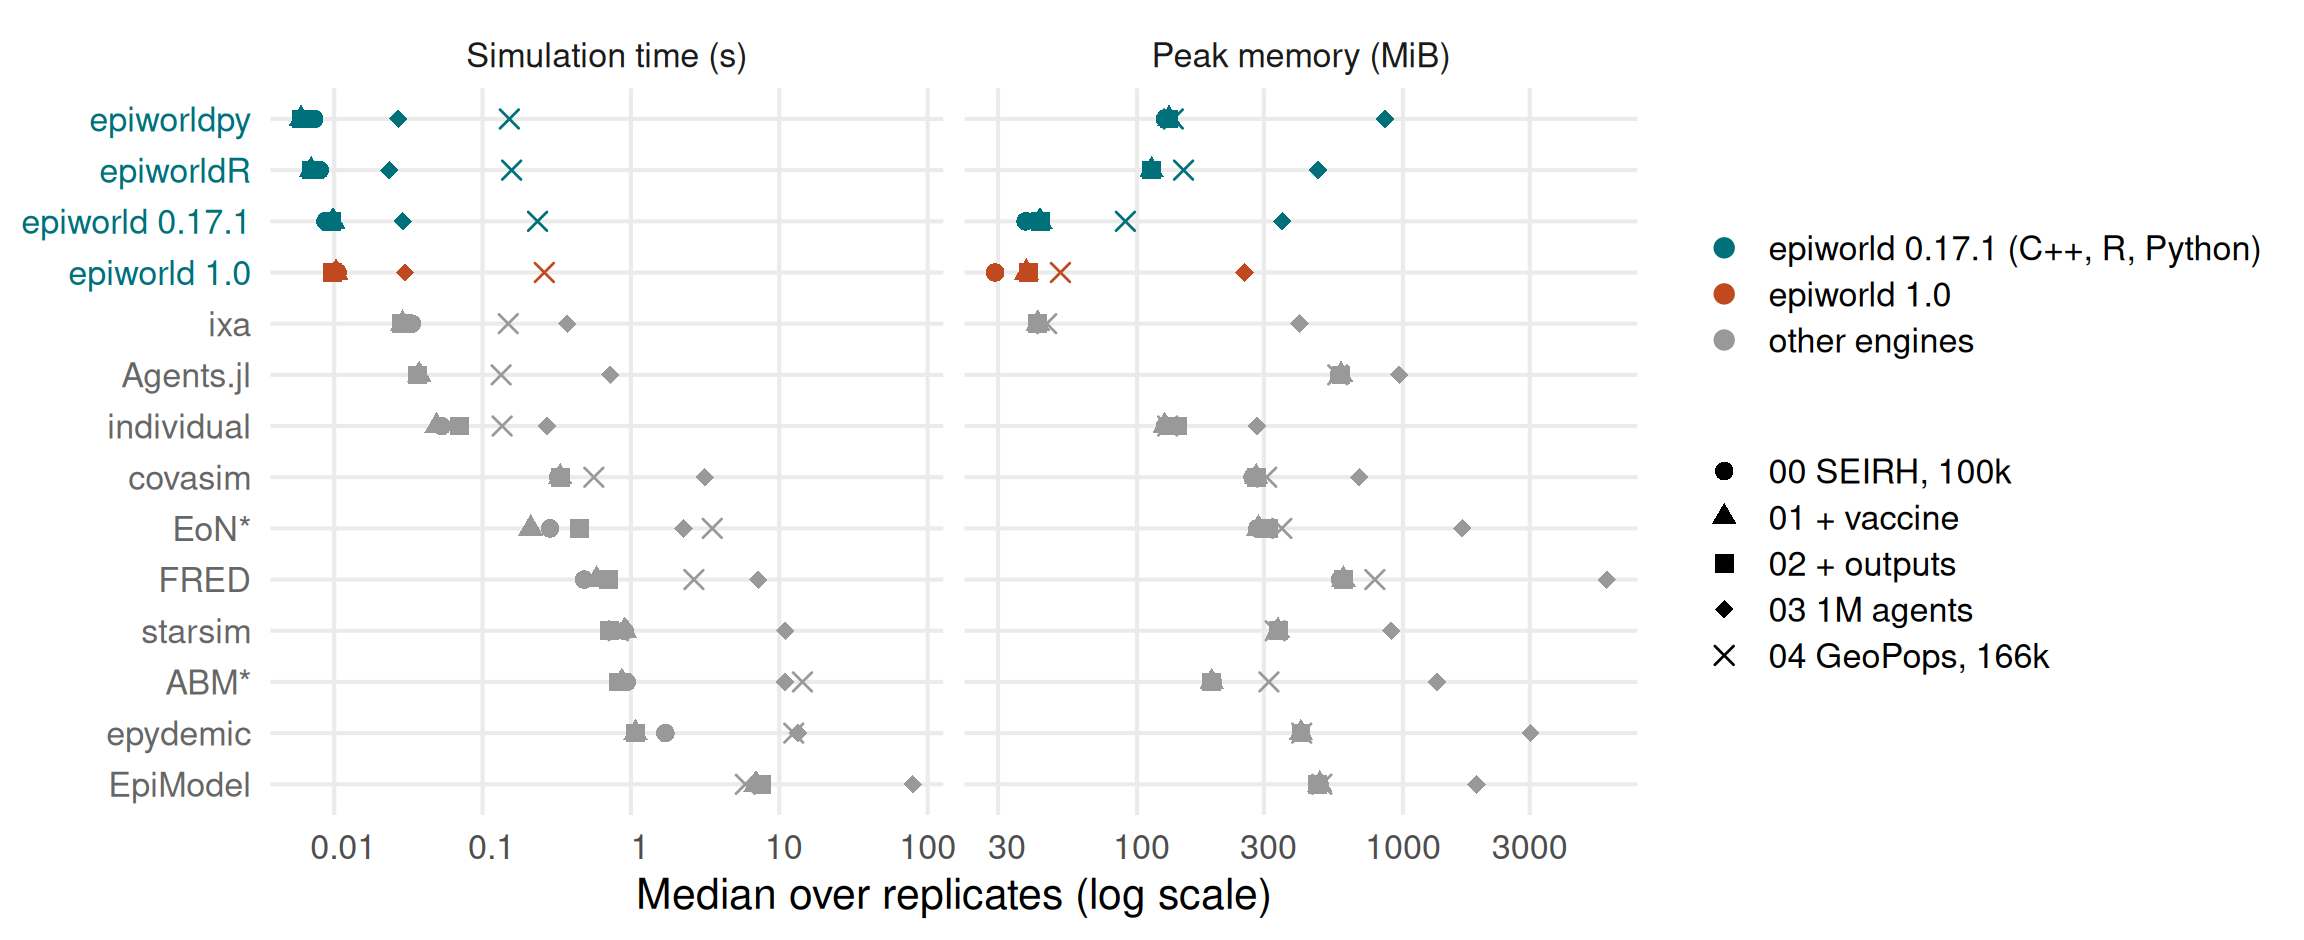 Simulation time (s)
Peak memory (MiB)
epiworldpy
epiworldR
epiworld 0.17.1
epiworld 1.0
ixa
Agents.jl
individual
covasim
EoN*
FRED
starsim
ABM*
epydemic
EpiModel
0.01 0.1 1 10 100
30 100 300 1000 3000
Median over replicates (log scale)
epiworld 0.17.1 (C++, R, Python)
epiworld 1.0
other engines
00 SEIRH, 100k
01 + vaccine
02 + outputs
03 1M agents
04 GeoPops, 166k